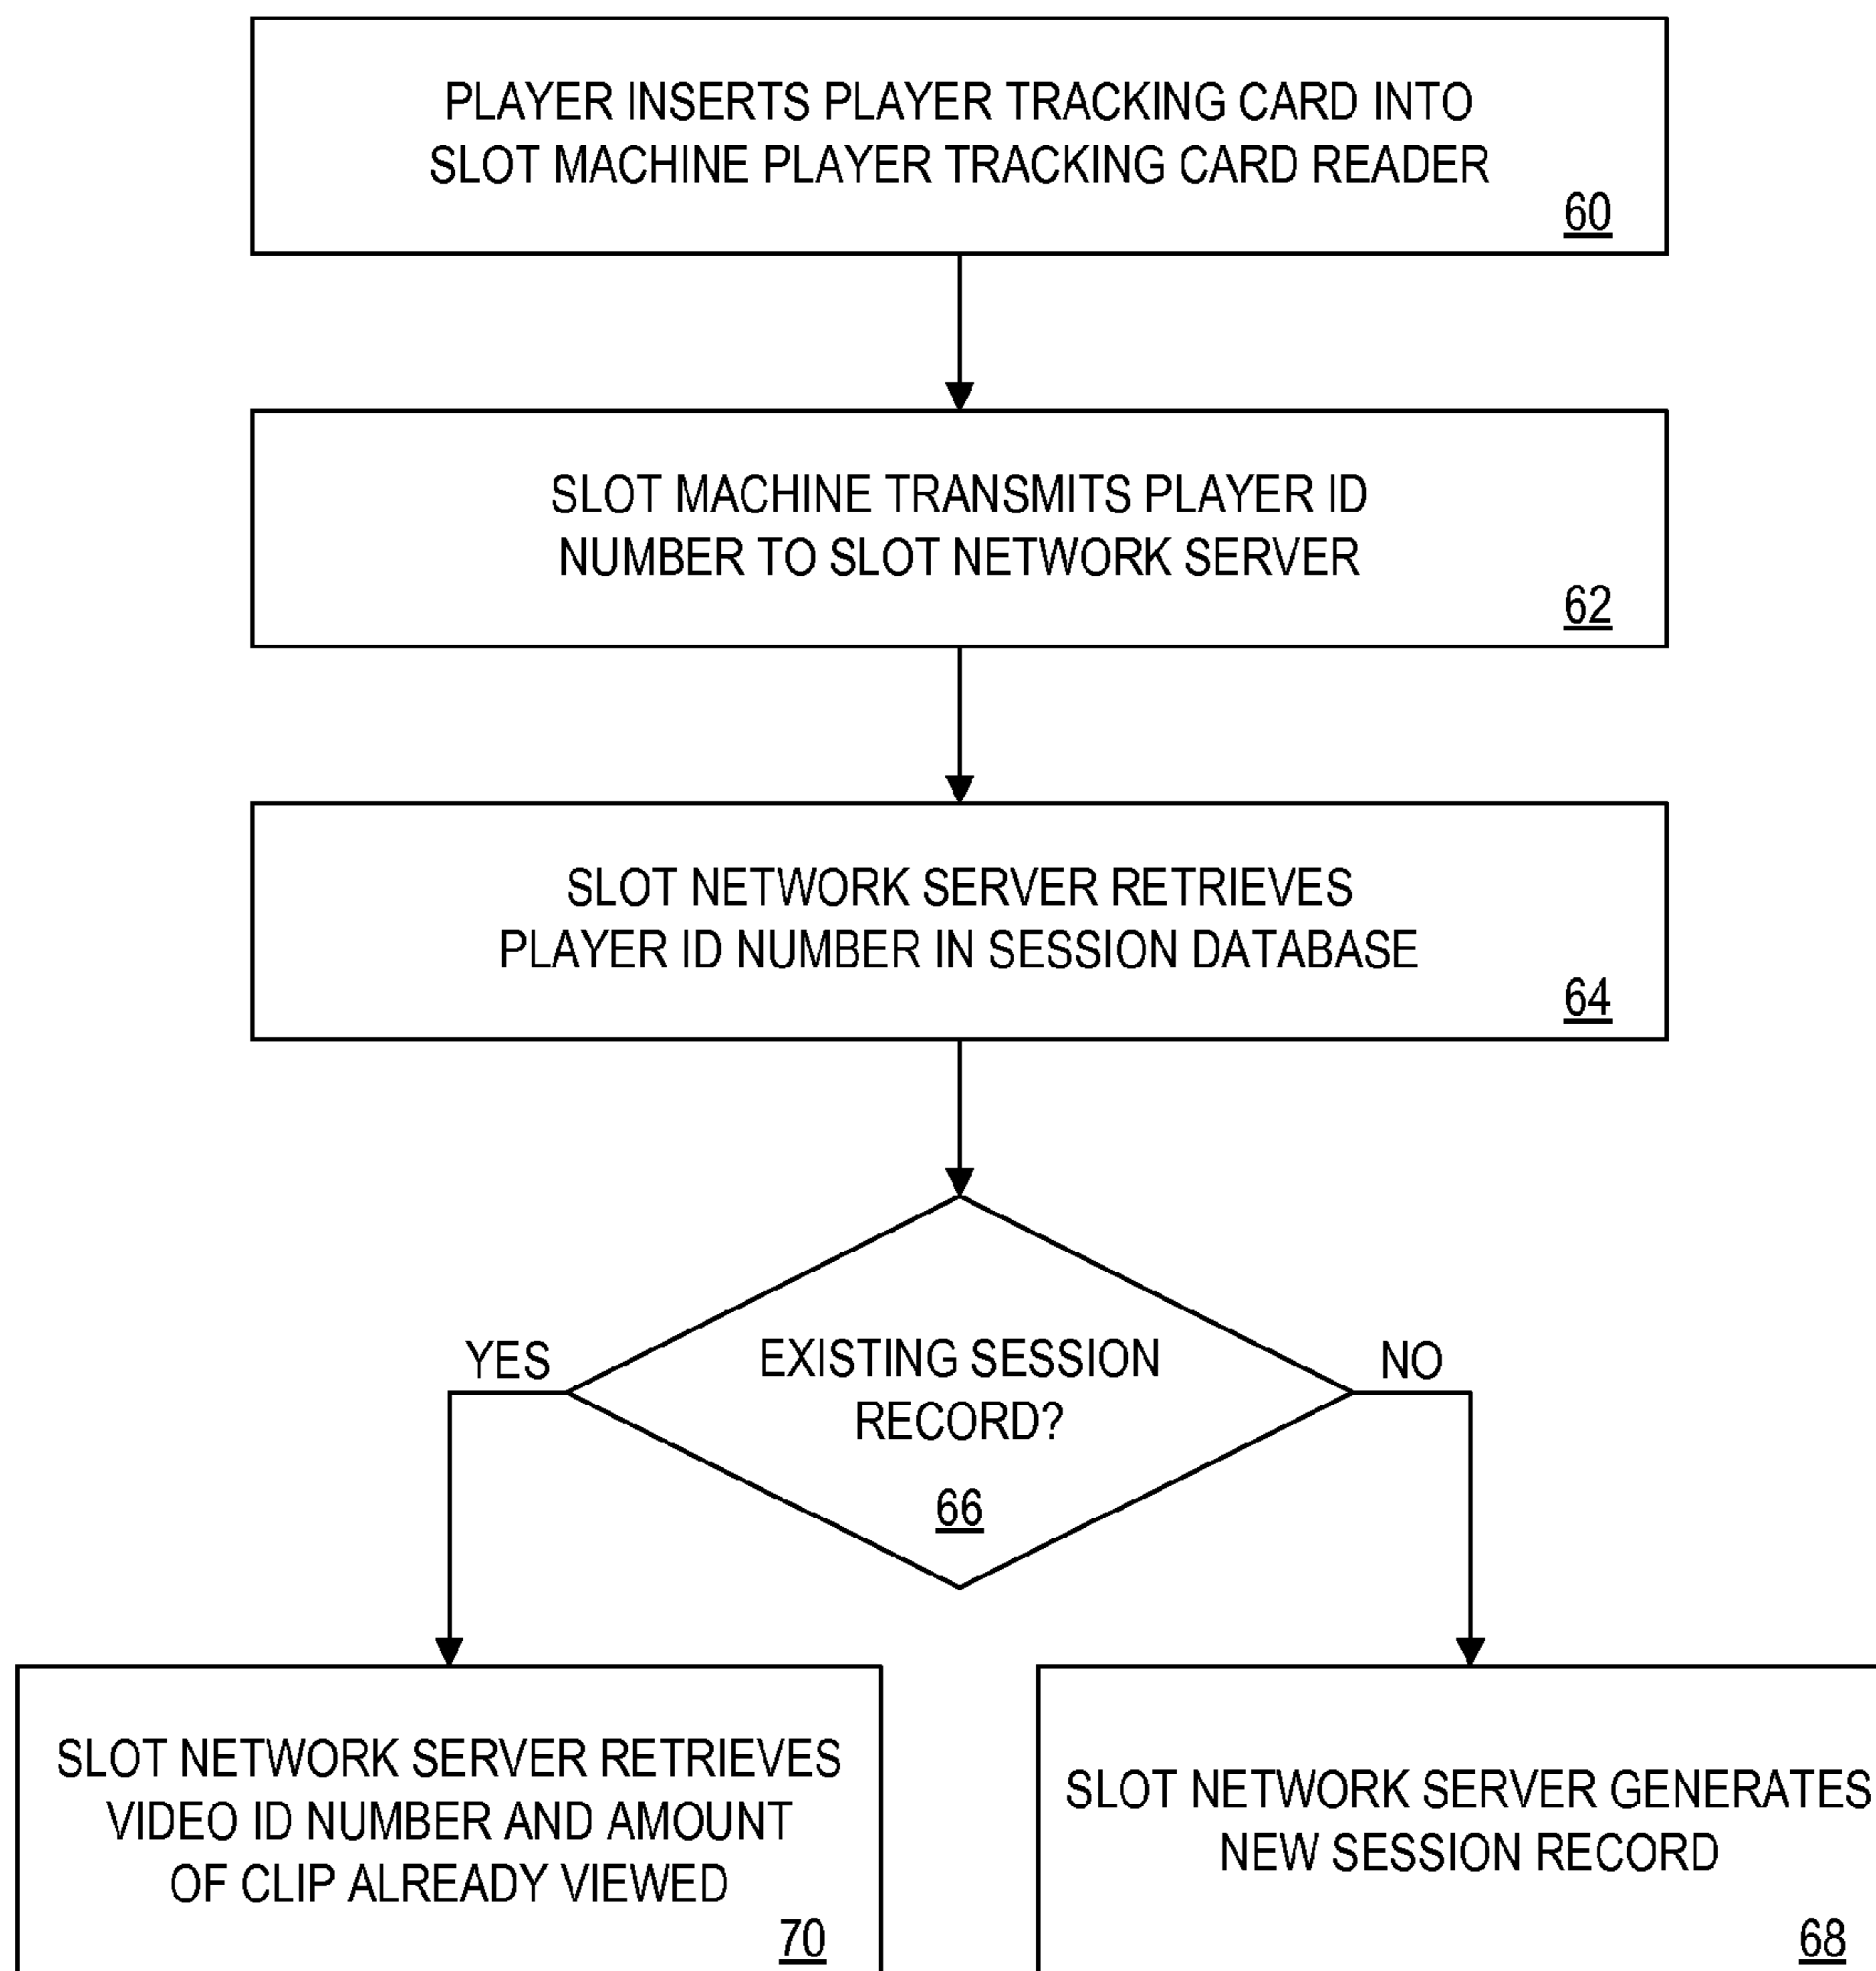 PLAYER INSERTS PLAYER TRACKING CARD INTO
SLOT MACHINE PLAYER TRACKING CARD READER
60
SLOT MACHINE TRANSMITS PLAYER ID
NUMBER TO SLOT NETWORK SERVER
62
SLOT NETWORK SERVER RETRIEVES
PLAYER ID NUMBER IN SESSION DATABASE
64
EXISTING SESSION
RECORD?
66
YES
NO
SLOT NETWORK SERVER RETRIEVES
VIDEO ID NUMBER AND AMOUNT
OF CLIP ALREADY VIEWED
70
SLOT NETWORK SERVER GENERATES
NEW SESSION RECORD
68